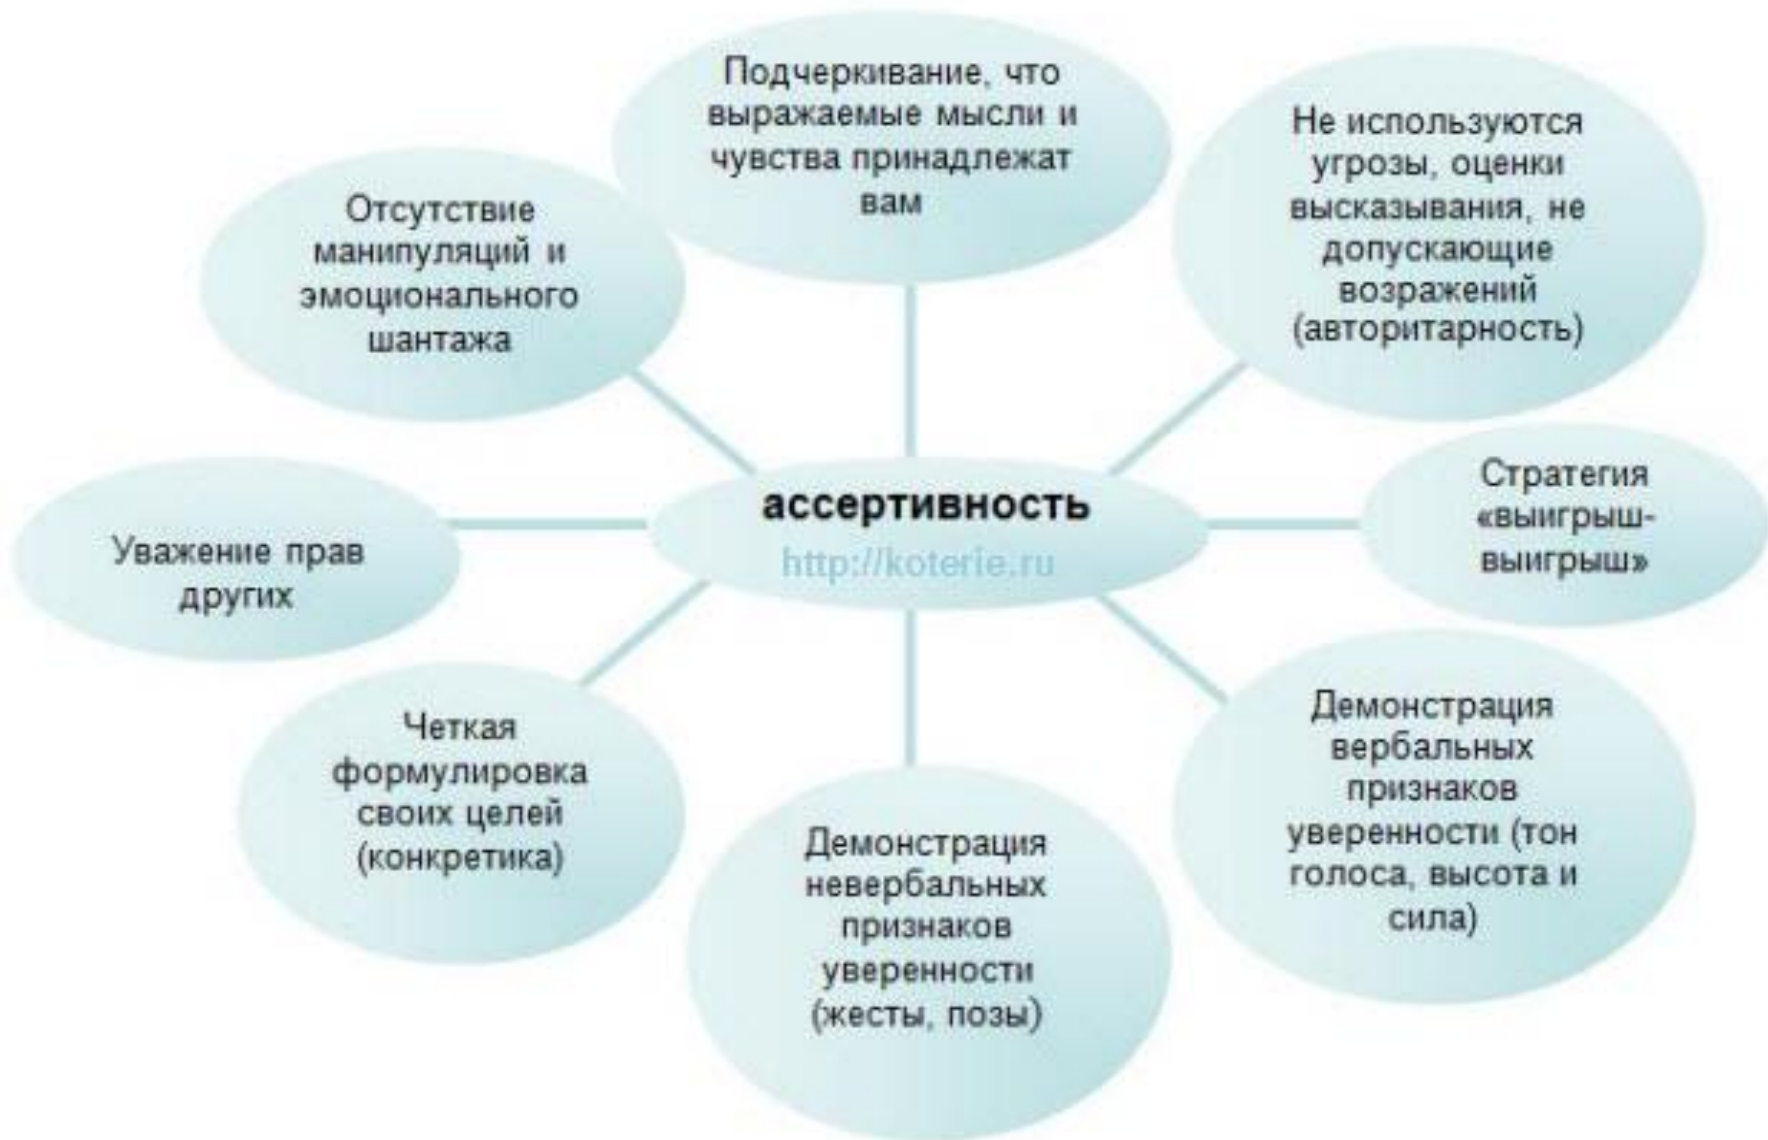 Подчеркивание, что
выражаемые мысли и
чувства принадлежат
вам
Не используются
угрозы, оценки
высказывания, не
допускающие
возражений
(авторитарность)
Отсутствие
манипуляций и
эмоционального
шантажа
ассертивность
http://koterie.ru
Стратегия
«выигрыш-
выигрыш»
Уважение прав
других
Четкая
формулировка
своих целей
(конкретика)
Демонстрация
невербальных
признаков
уверенности
(жесты, позы)
Демонстрация
вербальных
признаков
уверенности (тон
голоса, высота и
сила)